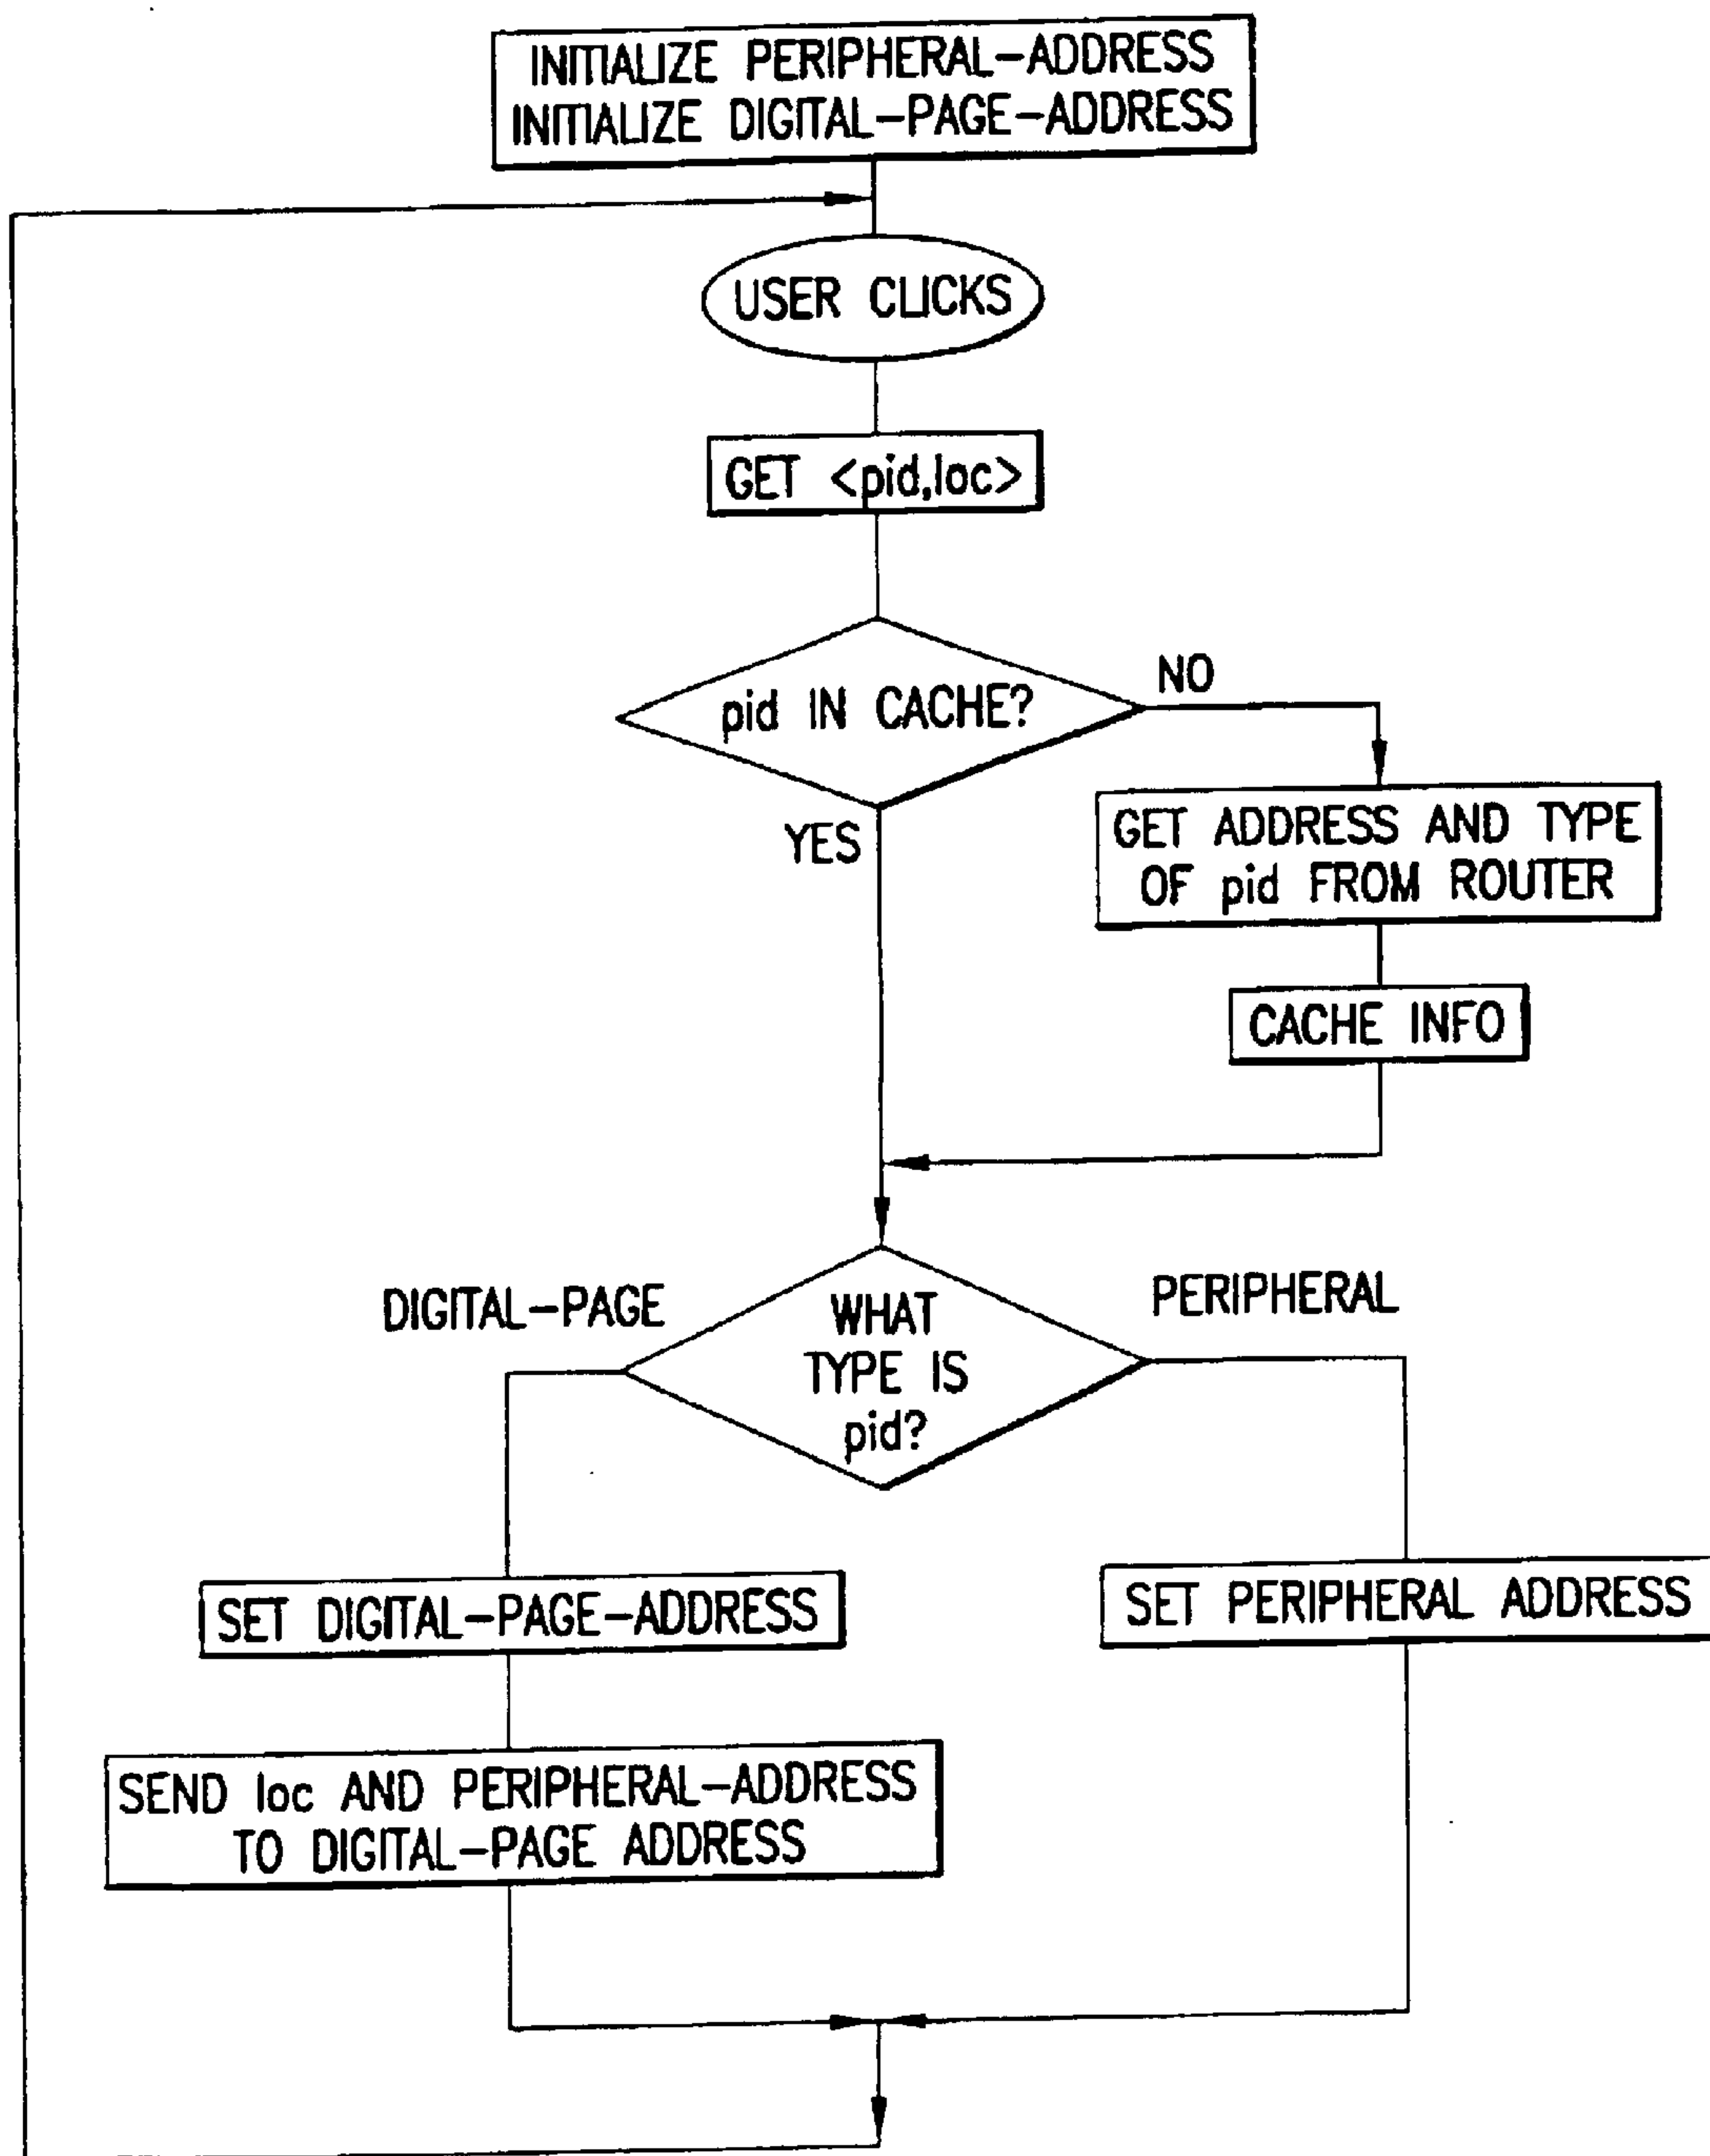 INITIALIZE PERIPHERAL-ADDRESS
INITIALIZE DIGITAL-PAGE-ADDRESS
USER CLICKS
GET <pid,loc>
pid IN CACHE?
NO
YES
GET ADDRESS AND TYPE
OF pid FROM ROUTER
CACHE INFO
DIGITAL-PAGE
WHAT
TYPE IS
pid?
PERIPHERAL
SET DIGITAL-PAGE-ADDRESS
SET PERIPHERAL ADDRESS
SEND loc AND PERIPHERAL-ADDRESS
TO DIGITAL-PAGE ADDRESS